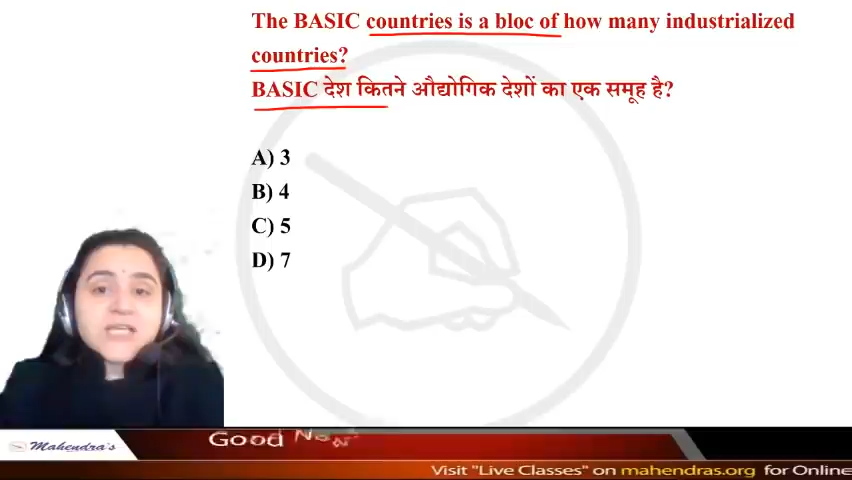 The BASIC countries is a bloc of how many industrialized
countries?
BASIC देश कितने औद्योगिक देशों का एक समूह है?
A) 3
B) 4
C) 5
D) 7
Mahendra's
Good
Visit "Live Classes" on mahendras.org for Online